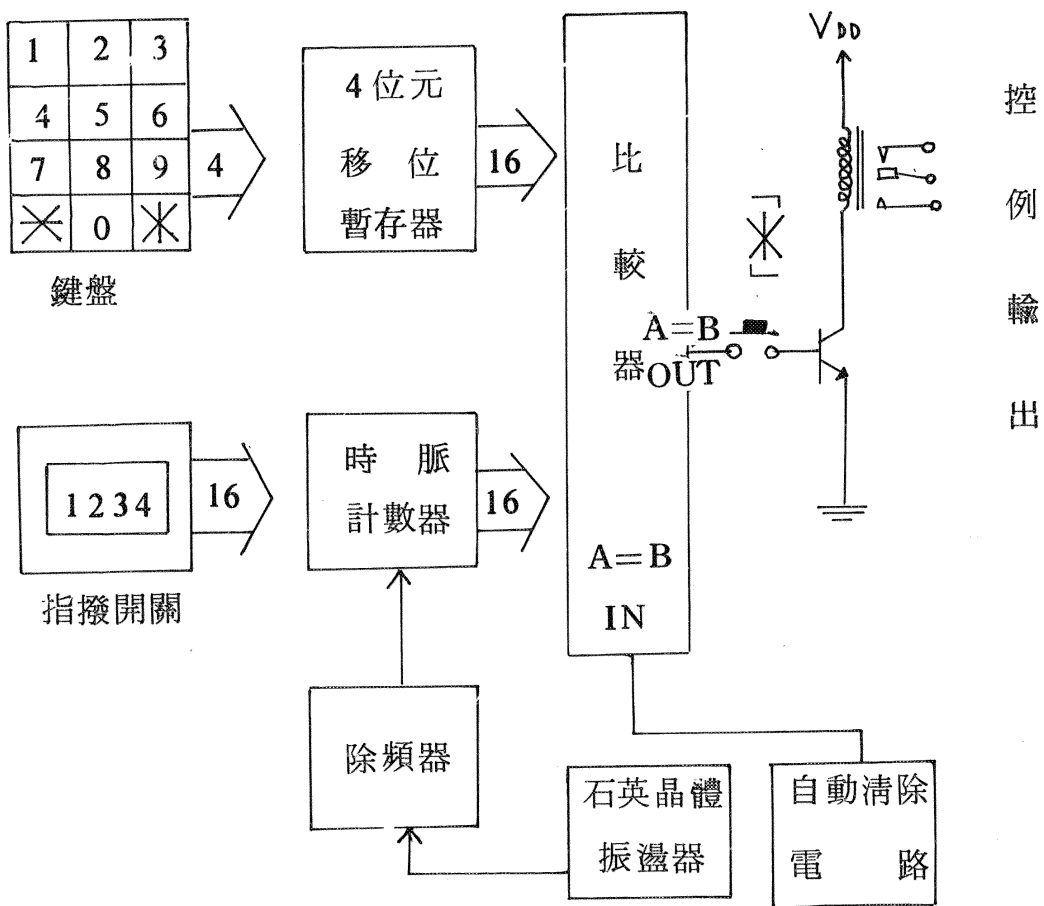 1 2 3
4 5 6
7 8 9
* 0 *
鍵盤
4
4位元
移位
暫存器
16
比較器
A=B
OUT
「*」
VDD
控例輸出
1234
指撥開關
16
時脈
計數器
16
A=B
IN
除頻器
石英晶體
振盪器
自動清除
電路